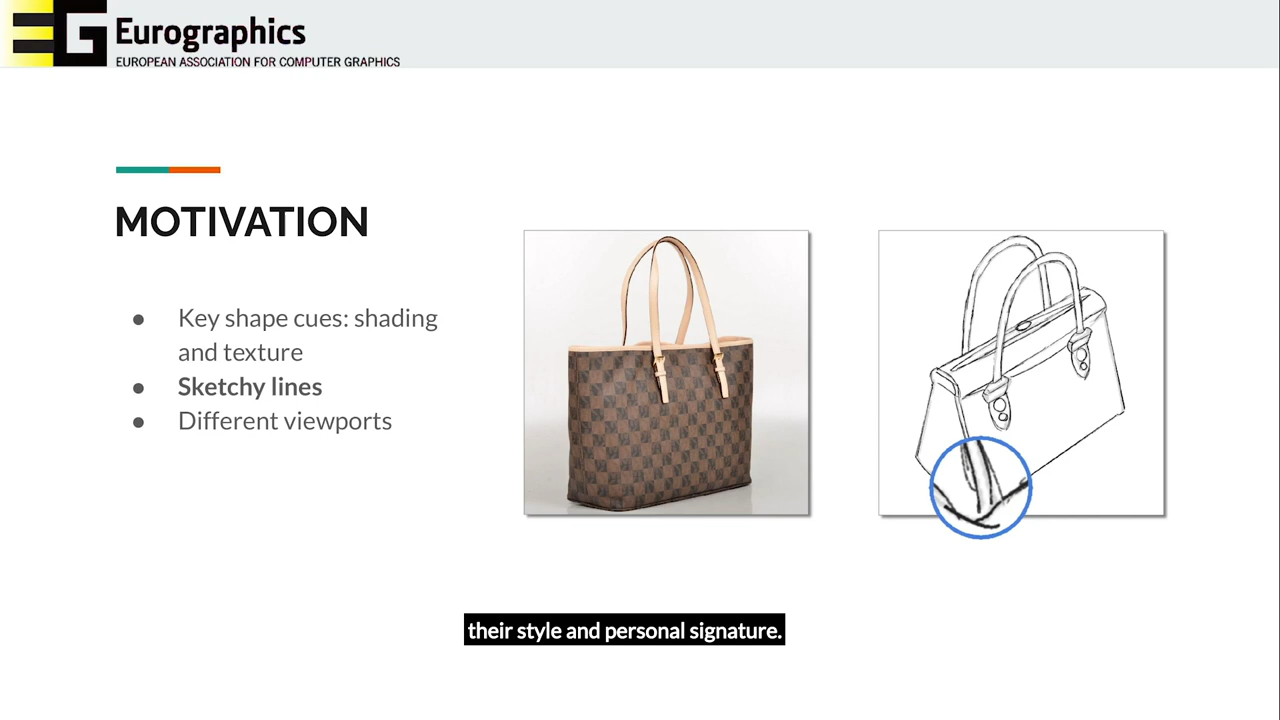 EG Eurographics
EUROPEAN ASSOCIATION FOR COMPUTER GRAPHICS
MOTIVATION
● Key shape cues: shading
and texture
● Sketchy lines
● Different viewports
their style and personal signature.